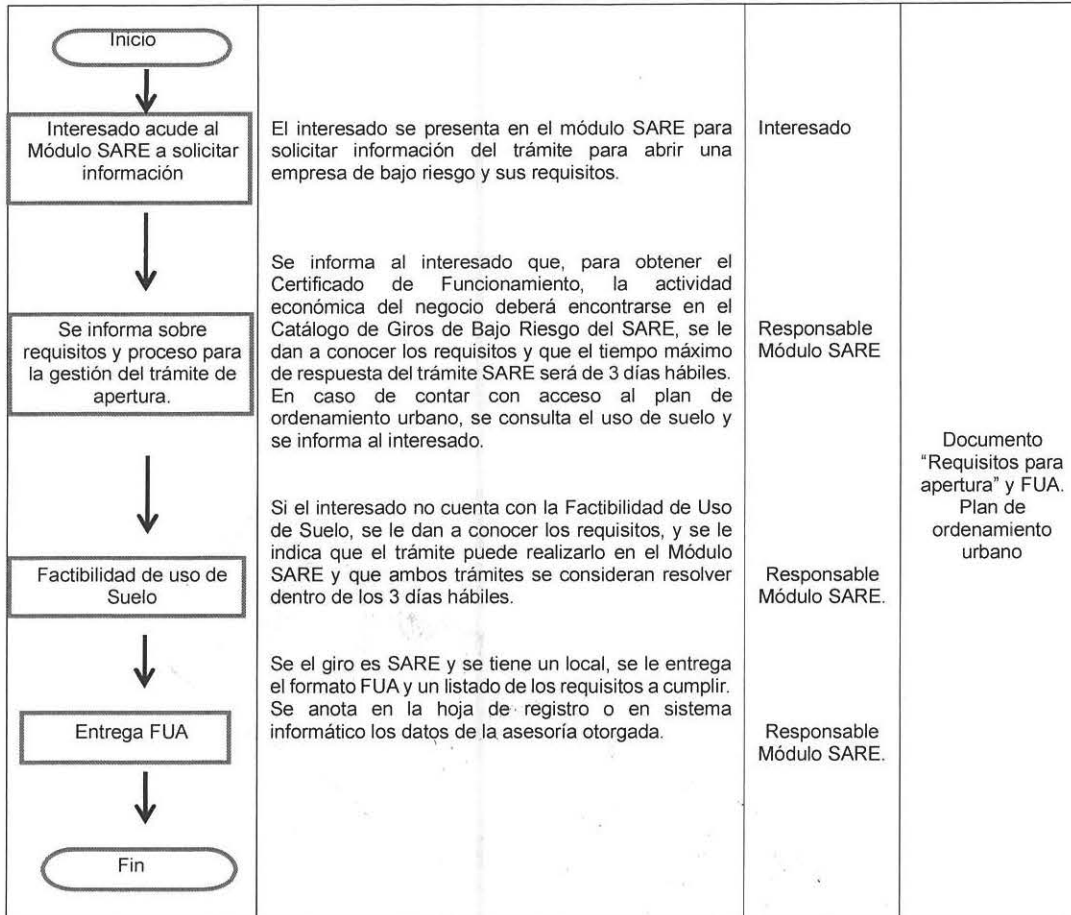 Inicio
Interesado acude al
Módulo SARE a solicitar
información
El interesado se presenta en el módulo SARE para
solicitar información del trámite para abrir una
empresa de bajo riesgo y sus requisitos.
Interesado
Se informa sobre
requisitos y proceso para
la gestión del trámite de
apertura.
Se informa al interesado que, para obtener el
Certificado de Funcionamiento, la actividad
económica del negocio deberá encontrarse en el
Catálogo de Giros de Bajo Riesgo del SARE, se le
dan a conocer los requisitos y que el tiempo máximo
de respuesta del trámite SARE será de 3 días hábiles.
En caso de contar con acceso al plan de
ordenamiento urbano, se consulta el uso de suelo y
se informa al interesado.
Responsable
Módulo SARE
Factibilidad de uso de
Suelo
Si el interesado no cuenta con la Factibilidad de Uso
de Suelo, se le dan a conocer los requisitos, y se le
indica que el trámite puede realizarlo en el Módulo
SARE y que ambos trámites se consideran resolver
dentro de los 3 días hábiles.
Responsable
Módulo SARE.
Entrega FUA
Se el giro es SARE y se tiene un local, se le entrega
el formato FUA y un listado de los requisitos a cumplir.
Se anota en la hoja de registro o en sistema
informático los datos de la asesoría otorgada.
Responsable
Módulo SARE.
Documento
“Requisitos para
apertura” y FUA.
Plan de
ordenamiento
urbano
Fin